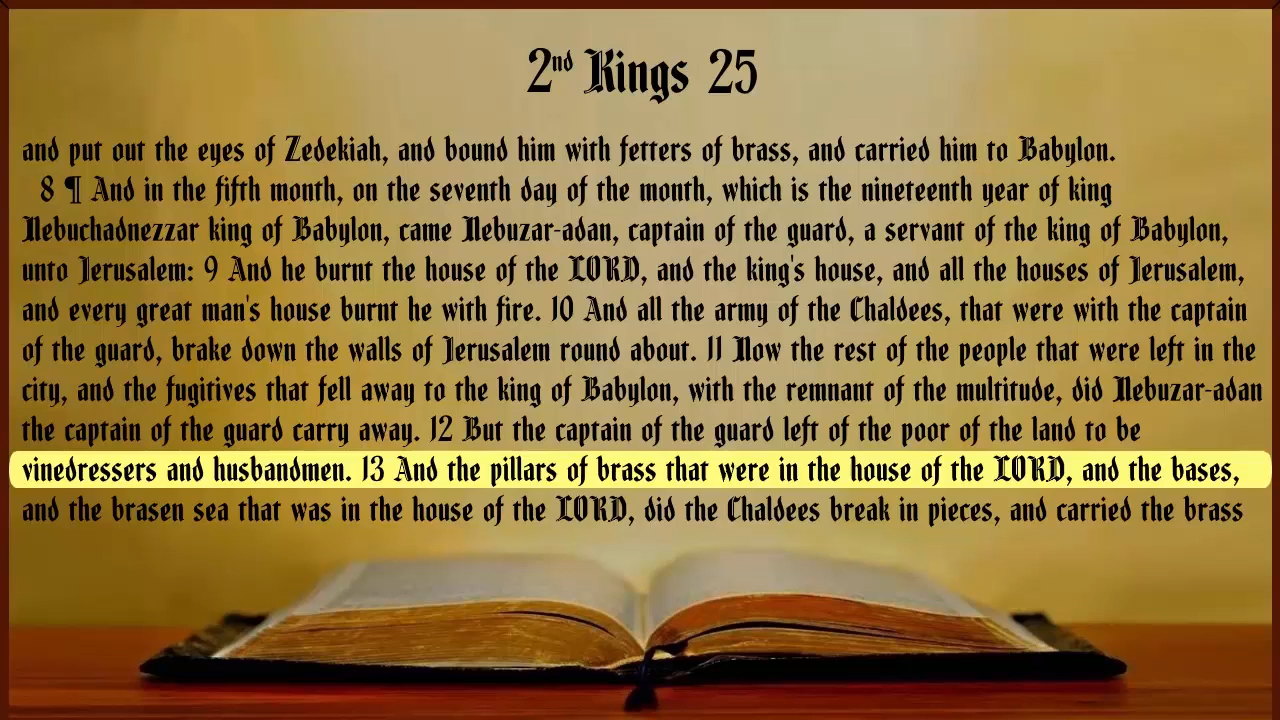 2nd Kings 25
and put out the eyes of Zedekiah, and bound him with fetters of brass, and carried him to Babylon.
8 ¶ And in the fifth month, on the seventh day of the month, which is the nineteenth year of king
Nebuchadnezzar king of Babylon, came Nebuzar-adan, captain of the guard, a servant of the king of Babylon,
unto Jerusalem: 9 And he burnt the house of the LORD, and the king's house, and all the houses of Jerusalem,
and every great man's house burnt he with fire. 10 And all the army of the Chaldees, that were with the captain
of the guard, brake down the walls of Jerusalem round about. 11 Now the rest of the people that were left in the
city, and the fugitives that fell away to the king of Babylon, with the remnant of the multitude, did Nebuzar-adan
the captain of the guard carry away. 12 But the captain of the guard left of the poor of the land to be
vinedressers and husbandmen. 13 And the pillars of brass that were in the house of the LORD, and the bases,
and the brasen sea that was in the house of the LORD, did the Chaldees break in pieces, and carried the brass